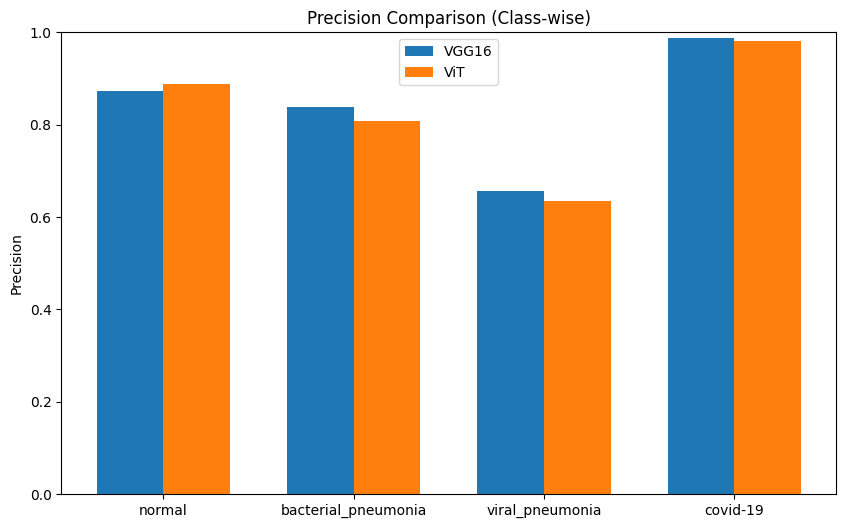 Precision Comparison (Class-wise)
VGG16
ViT
Precision
1.0
0.8
0.6
0.4
0.2
0.0
normal
bacterial_pneumonia
viral_pneumonia
covid-19